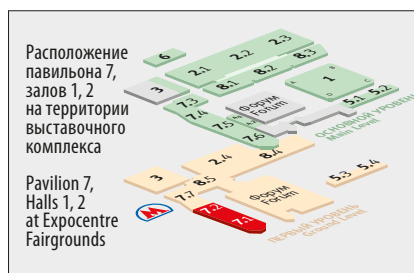 Расположение
павильона 7,
залов 1, 2
на территории
выставочного
комплекса
Pavilion 7,
Halls 1, 2
at Expocentre
Fairgrounds
6
2.1
2.2
2.3
3
8.1
8.2
8.3
1
7.3
7.4
7.5
7.6
Форум
Forum
5.1
5.2
ОСНОВНОЙ УРОВЕНЬ
Main Level
3
2.4
8.4
8.5
7.7
Форум
Forum
5.3
5.4
М
7.2
7.1
ПЕРВЫЙ УРОВЕНЬ
Ground Level